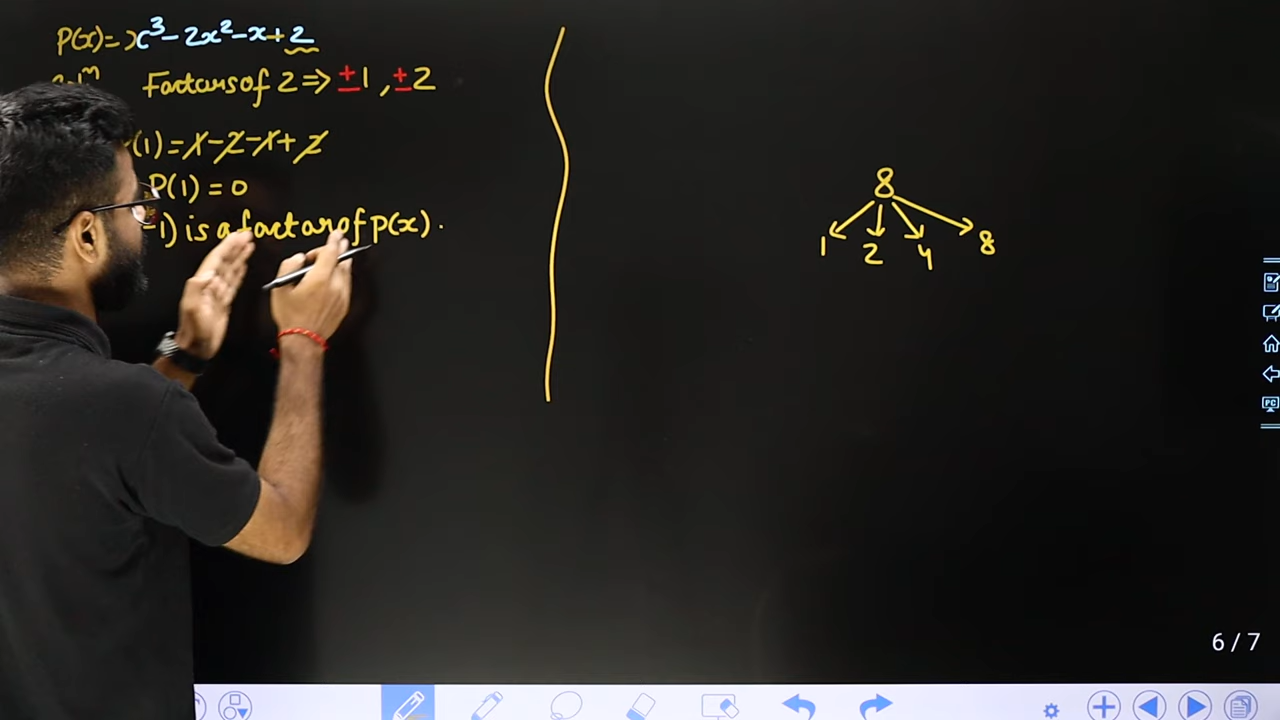 P(x)=x³-2x²-x+2
Factors of 2 ⇒ ±1, ±2
(1) = 1-2-1+2
P(1) = 0
-1) is a factor of P(x).
8
1 2 4 8
PC
6 / 7